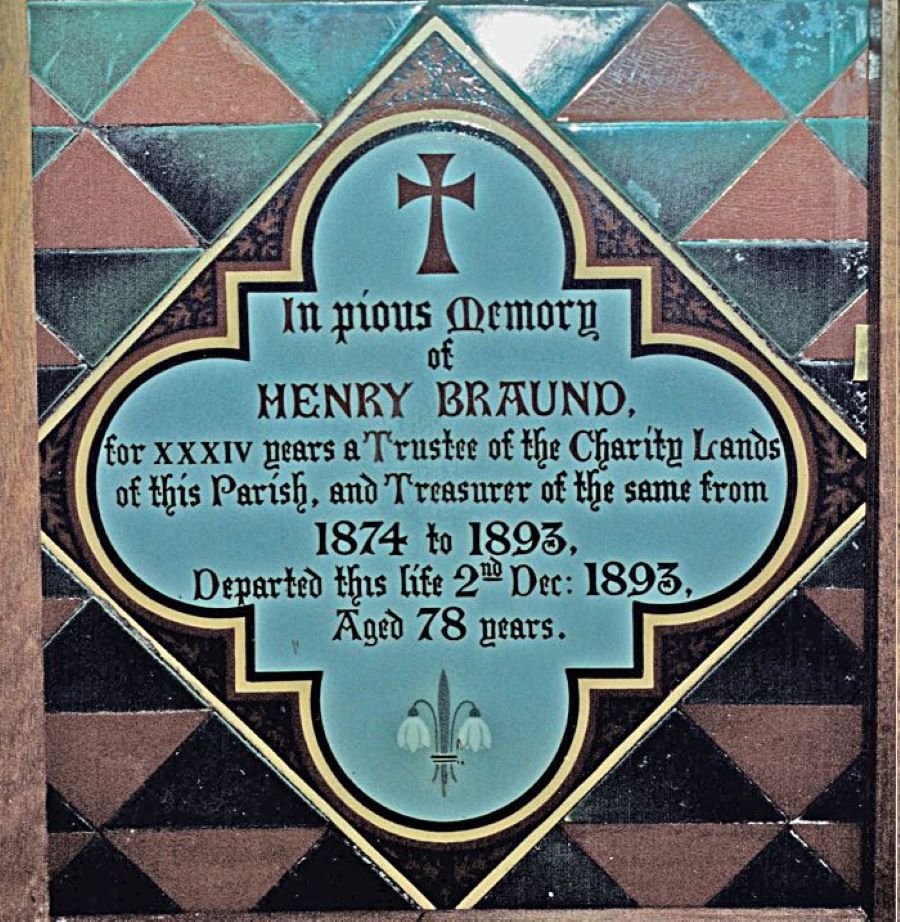 In pious Memory
of
HENRY BRAUND,
for XXXIV years a Trustee of the Charity Lands
of this Parish, and Treasurer of the same from
1874 to 1893,
Departed this life 2nd Dec: 1893,
Aged 78 years.